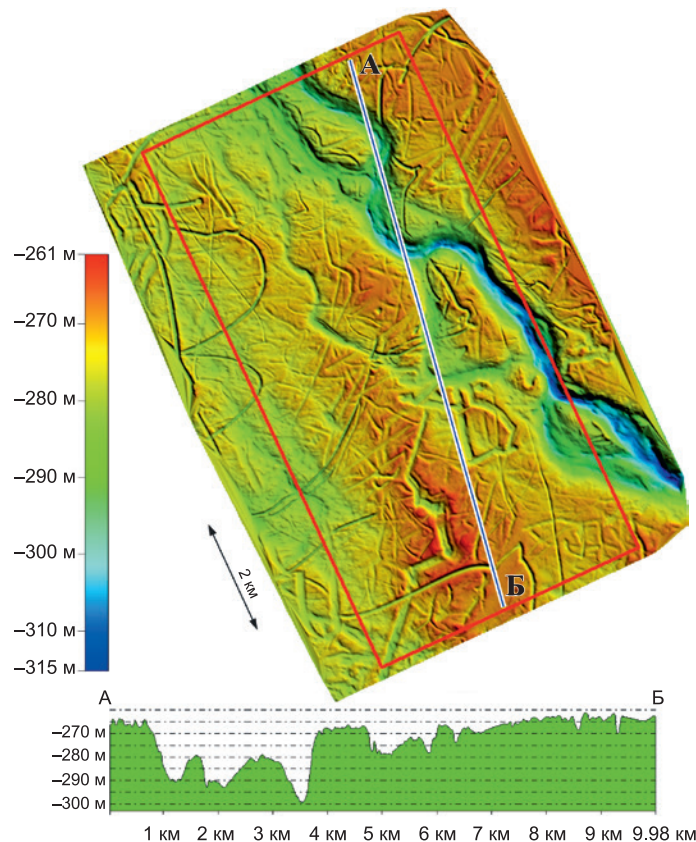 А
–261 м
–270 м
–280 м
–290 м
–300 м
–310 м
–315 м
2 км
Б
А Б
–270 м
–280 м
–290 м
–300 м
1 км 2 км 3 км 4 км 5 км 6 км 7 км 8 км 9 км 9.98 км